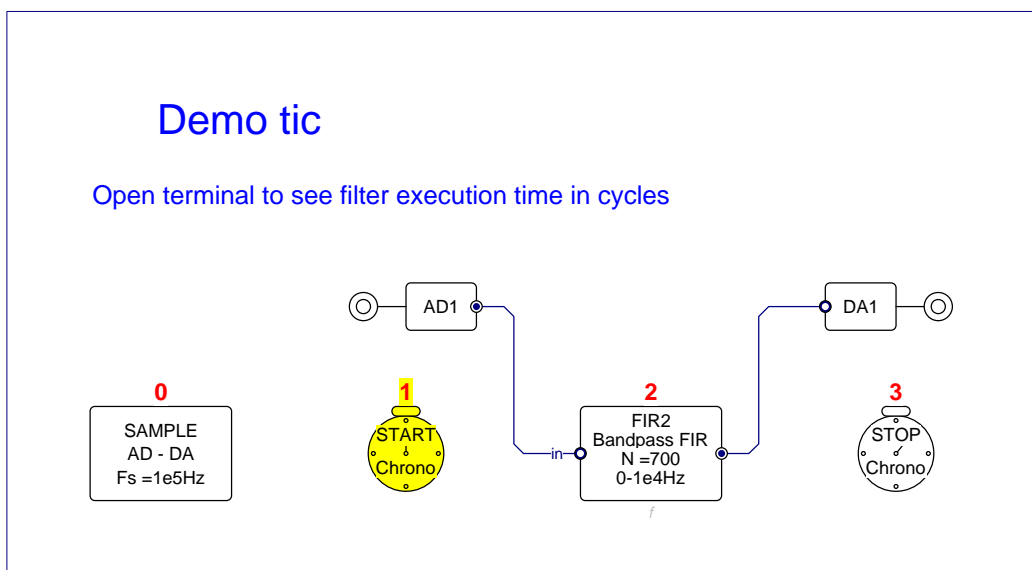 Demo tic
Open terminal to see filter execution time in cycles
AD1
DA1
0
1
2
3
SAMPLE
AD - DA
Fs =1e5Hz
START
Chrono
in
FIR2
Bandpass FIR
N =700
0-1e4Hz
f
STOP
Chrono